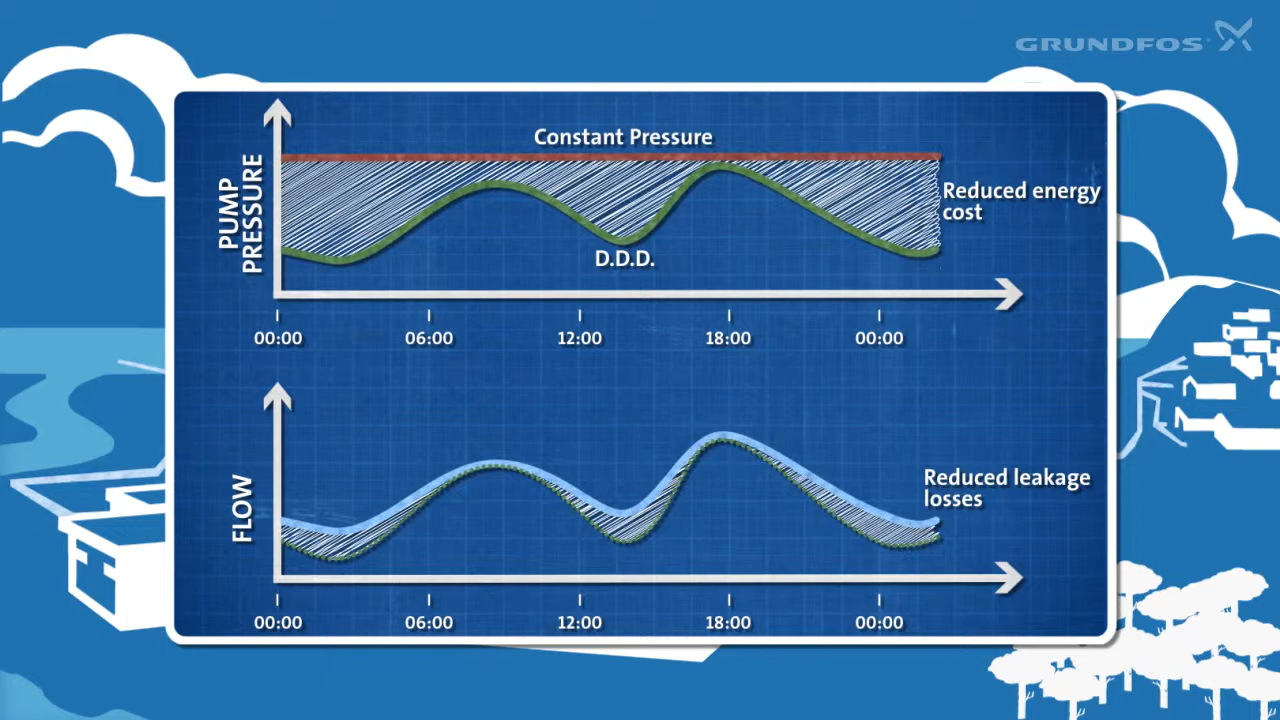 GRUNDFOS
Constant Pressure
PUMP
PRESSURE
Reduced energy
cost
D.D.D.
00:00 06:00 12:00 18:00 00:00
FLOW
Reduced leakage
losses
00:00 06:00 12:00 18:00 00:00